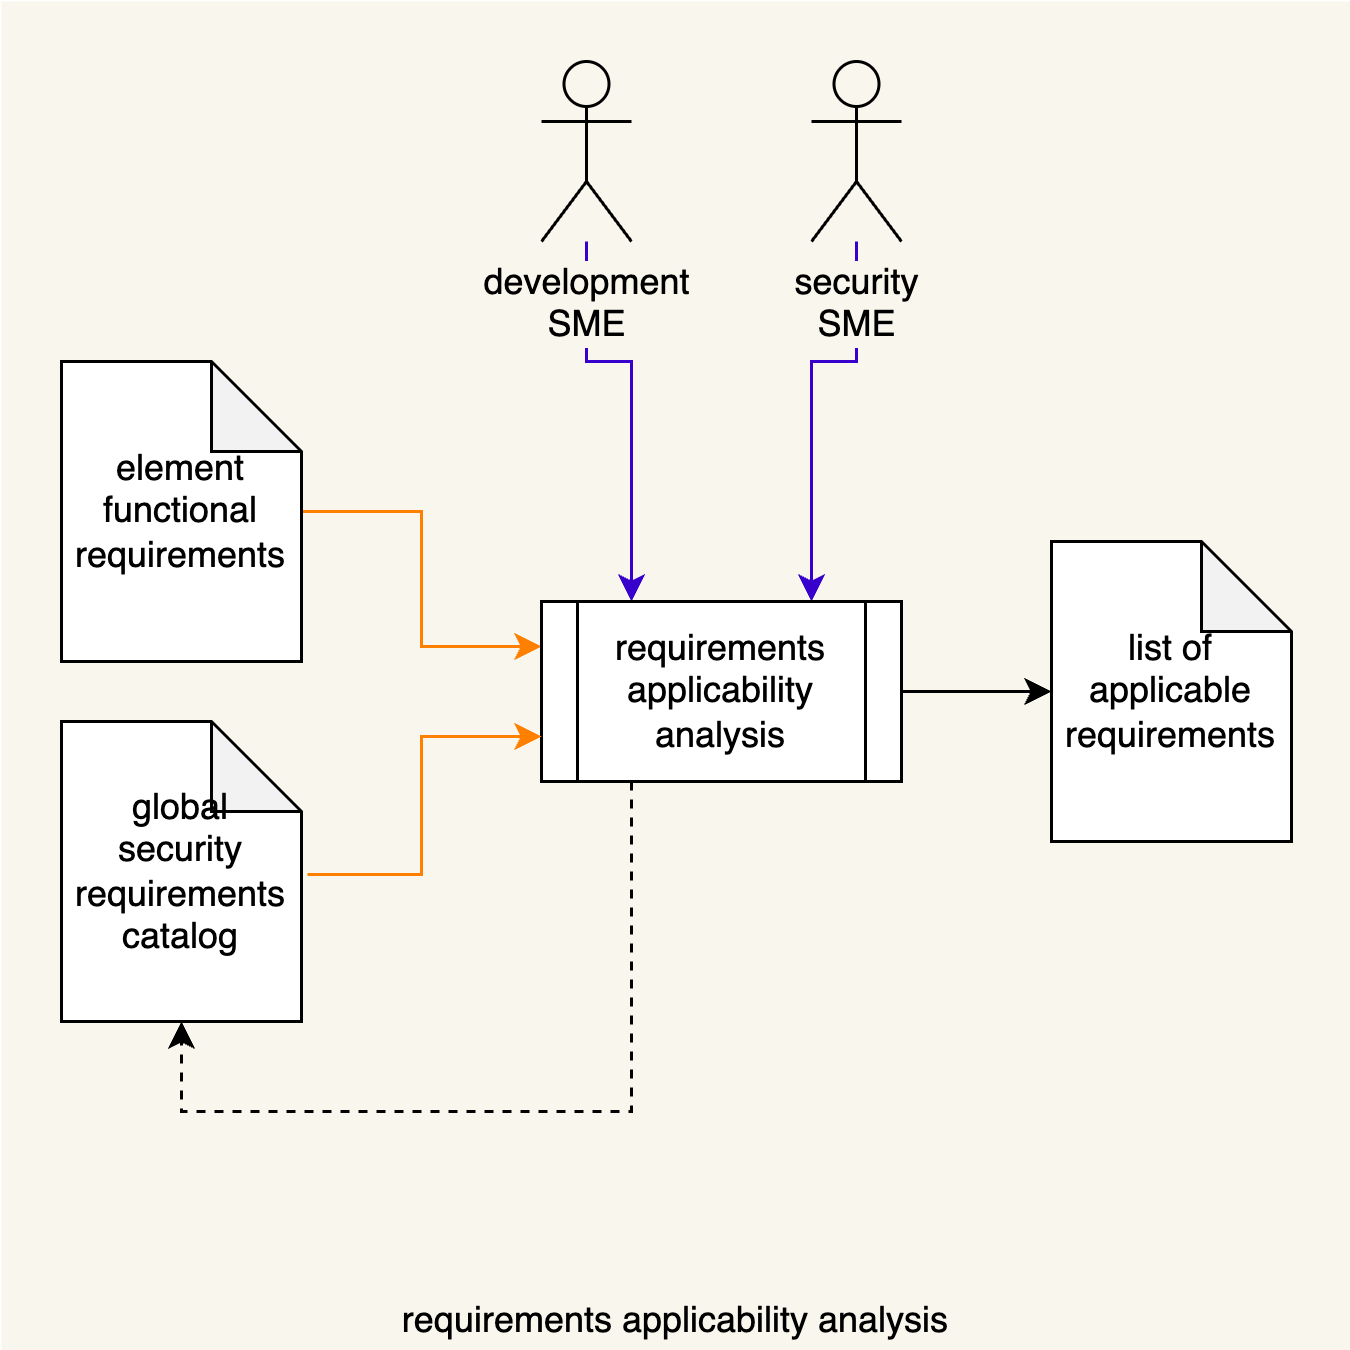 development
SME
security
SME
element
functional
requirements
requirements
applicability
analysis
list of
applicable
requirements
global
security
requirements
catalog
requirements applicability analysis